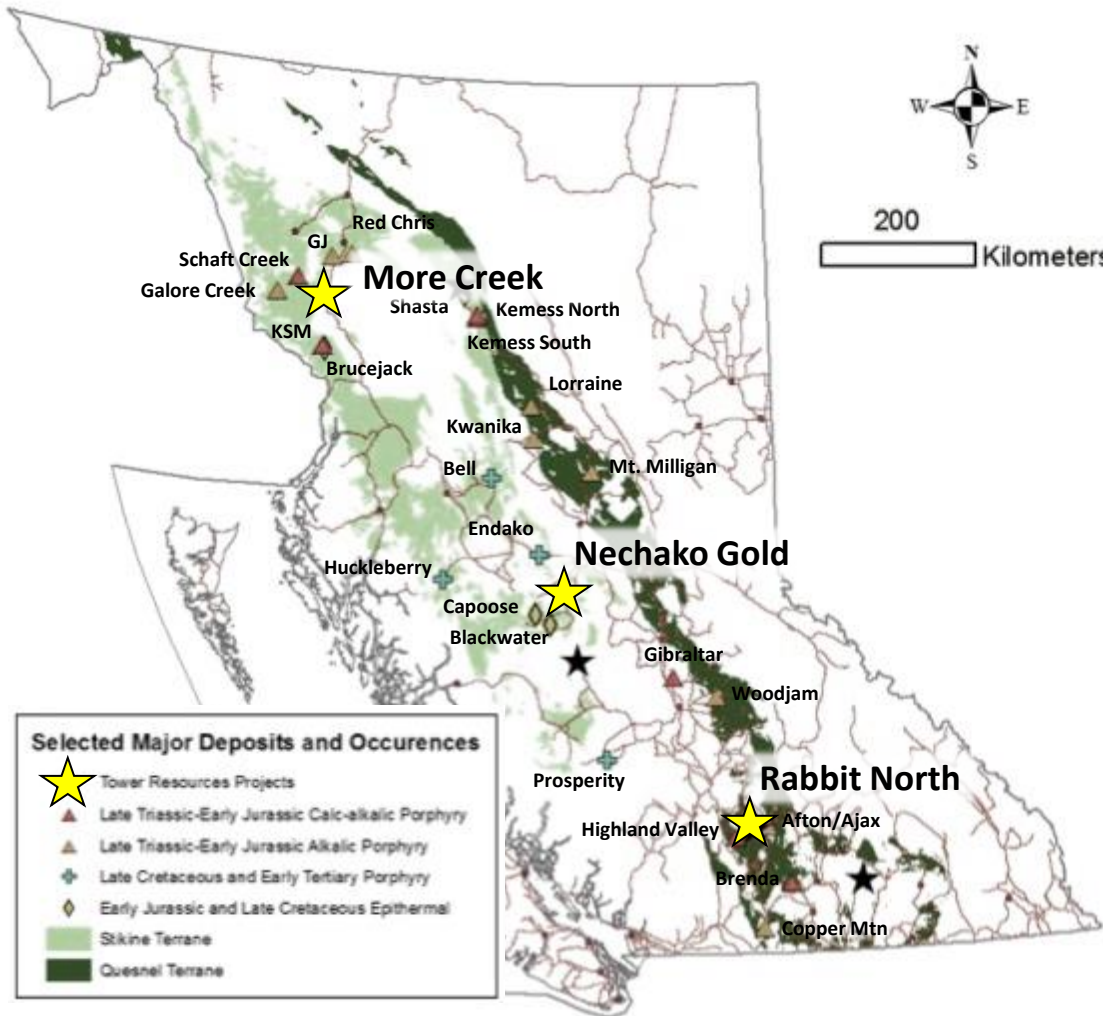 N
W
E
S
200
Kilometers
Red Chris
GJ
Schaft Creek
More Creek
Galore Creek
Shasta
Kemess North
KSM
Kemess South
Brucejack
Lorraine
Kwanika
Bell
Mt. Milligan
Endako
Nechako Gold
Huckleberry
Capoose
Blackwater
Gibraltar
Woodjam
Prosperity
Rabbit North
Highland Valley
Afton/Ajax
Brenda
Copper Mtn
Selected Major Deposits and Occurences
Tower Resources Projects
Late Triassic-Early Jurassic Calc-alkalic Porphyry
Late Triassic-Early Jurassic Alkalic Porphyry
Late Cretaceous and Early Tertiary Porphyry
Early Jurassic and Late Cretaceous Epithermal
Stikine Terrane
Quesnel Terrane